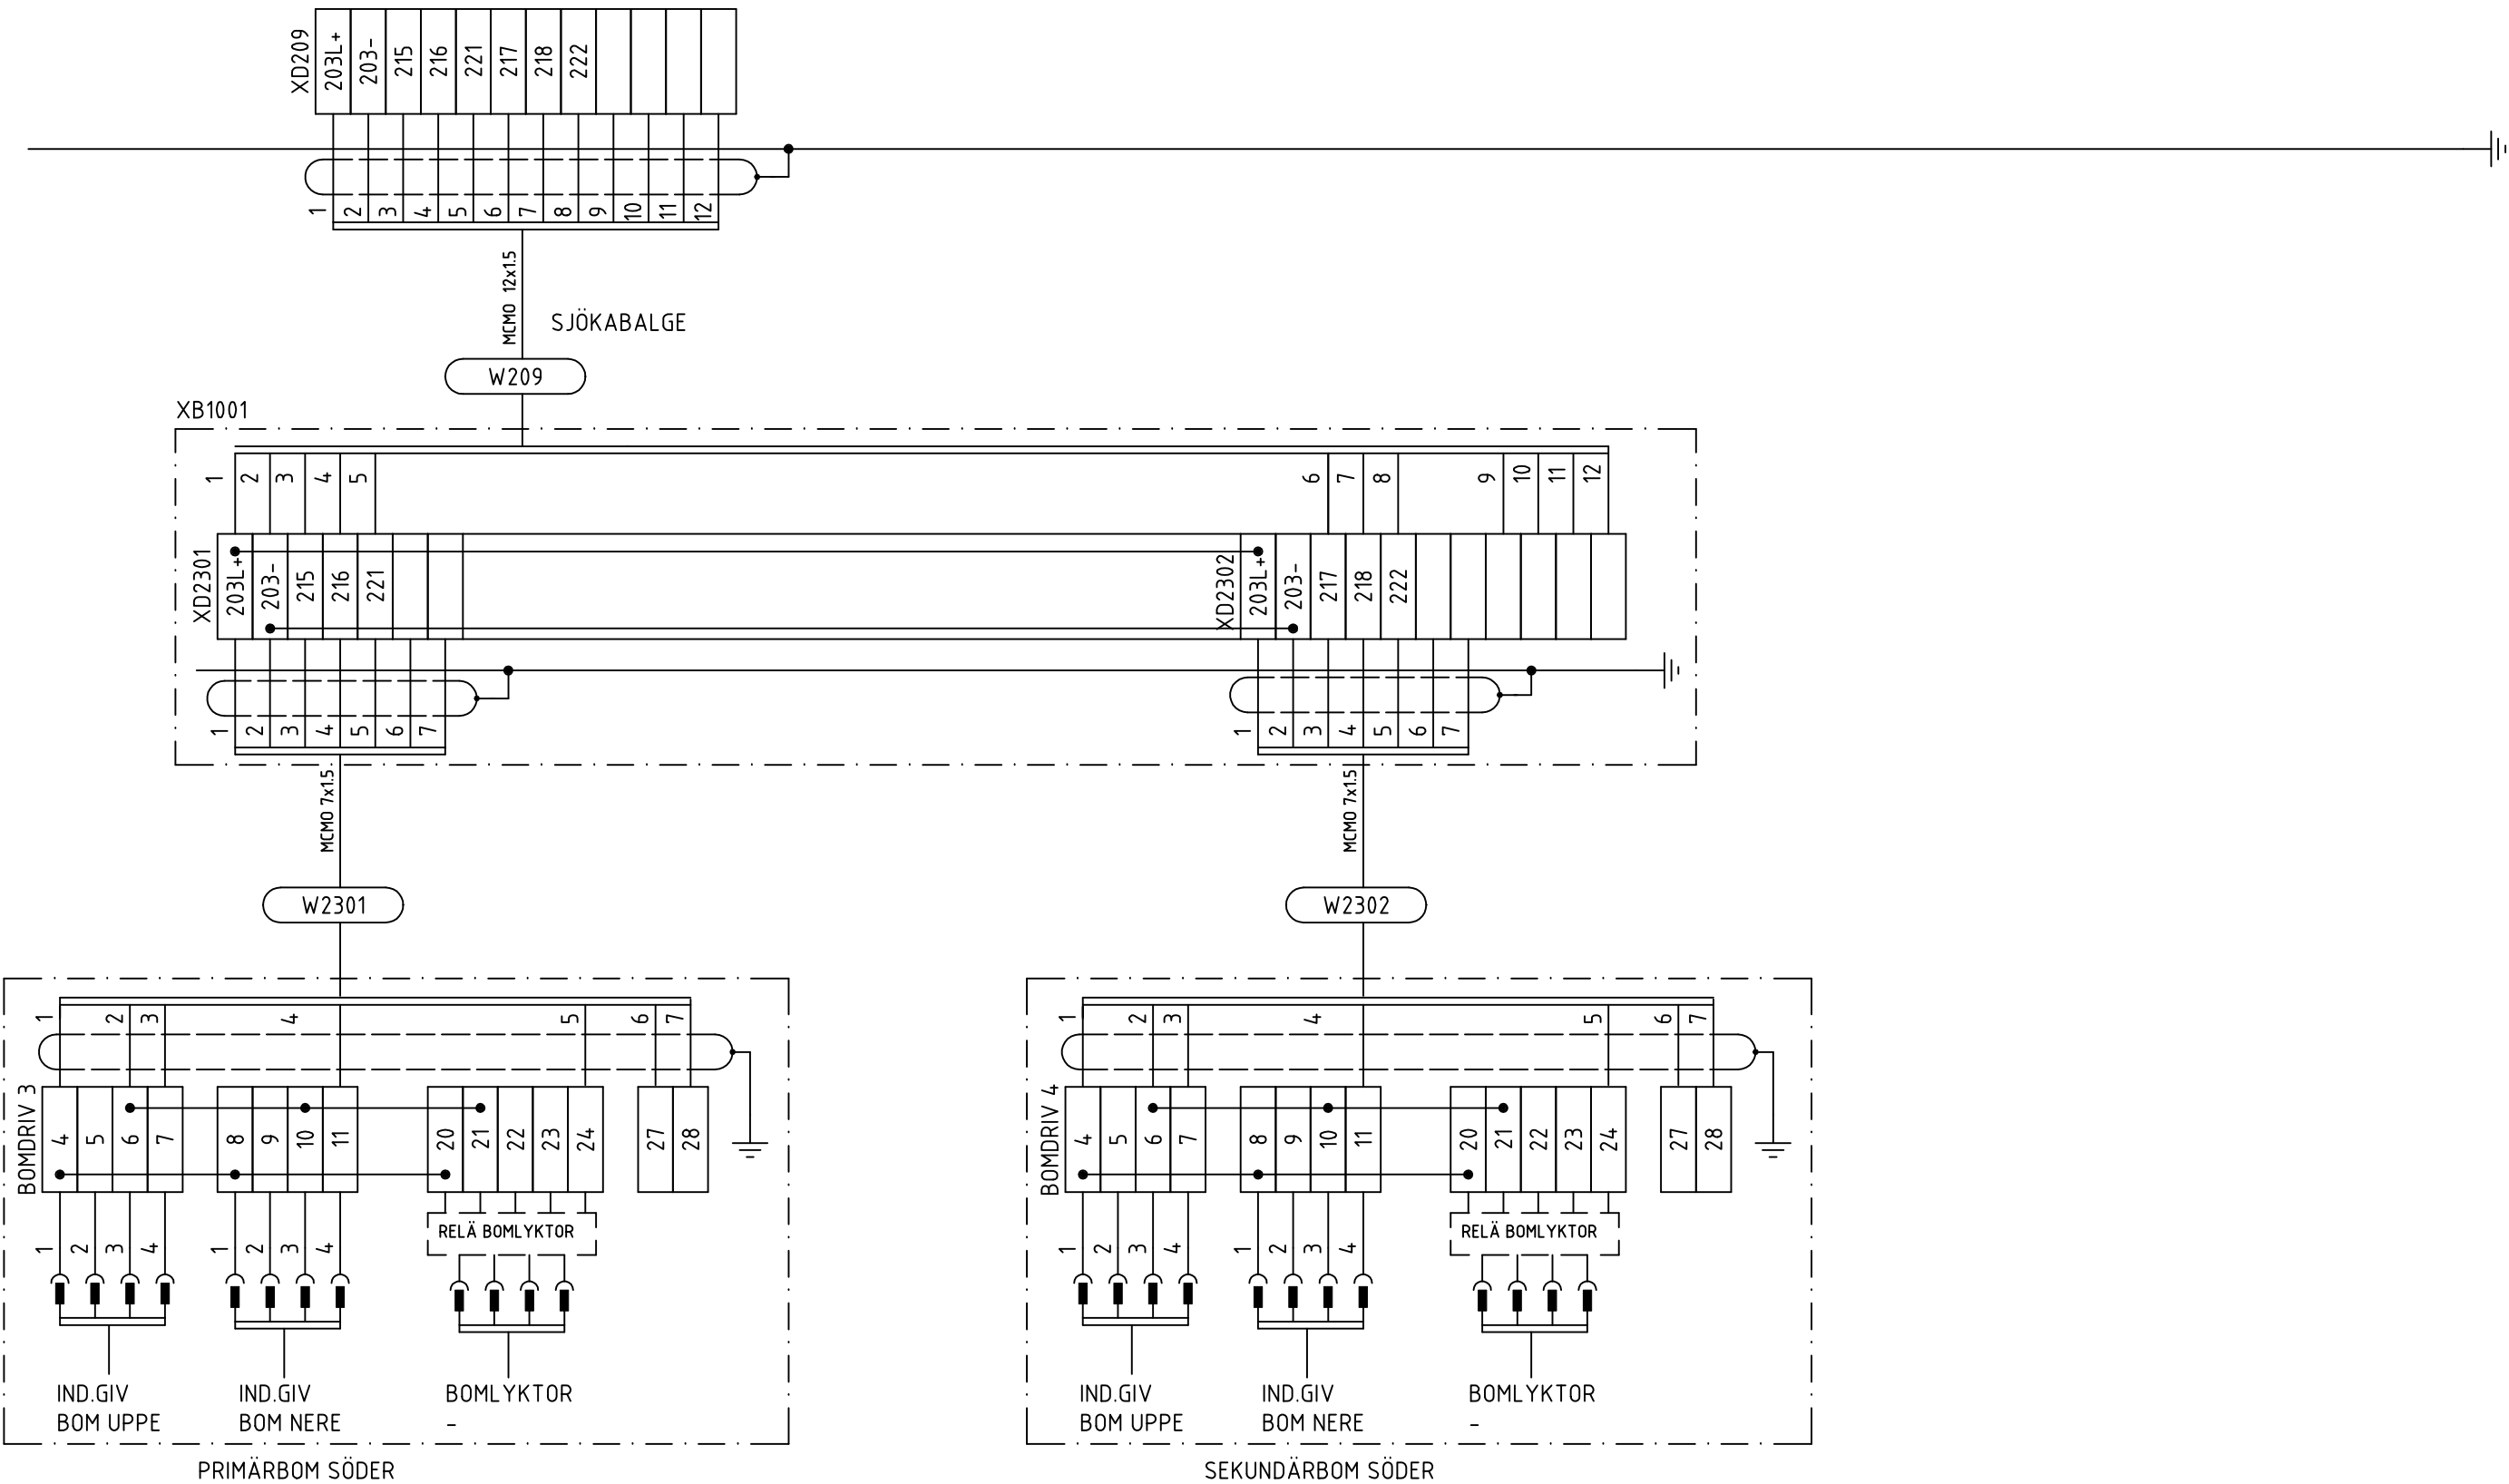 XD209
203L+ 203- 215 216 221 217 218 222
1 2 3 4 5 6 7 8 9 10 11 12
MCMO 12x1.5
SJÖKABALGE
W209
XB1001
1 2 3 4 5 6 7 8 9 10 11 12
XD2301 203L+ 203- 215 216 221
XD2302 203L+ 203- 217 218 222
1 2 3 4 5 6 7
1 2 3 4 5 6 7
MCMO 7x1.5
MCMO 7x1.5
W2301
W2302
1 2 3 4 5 6 7
BOMDRIV 3
4 5 6 7 8 9 10 11 20 21 22 23 24 27 28
RELÄ BOMLYKTOR
1 2 3 4 1 2 3 4
IND.GIV
BOM UPPE
IND.GIV
BOM NERE
BOMLYKTOR
-
PRIMÄRBOM SÖDER
1 2 3 4 5 6 7
BOMDRIV 4
4 5 6 7 8 9 10 11 20 21 22 23 24 27 28
RELÄ BOMLYKTOR
1 2 3 4 1 2 3 4
IND.GIV
BOM UPPE
IND.GIV
BOM NERE
BOMLYKTOR
-
SEKUNDÄRBOM SÖDER